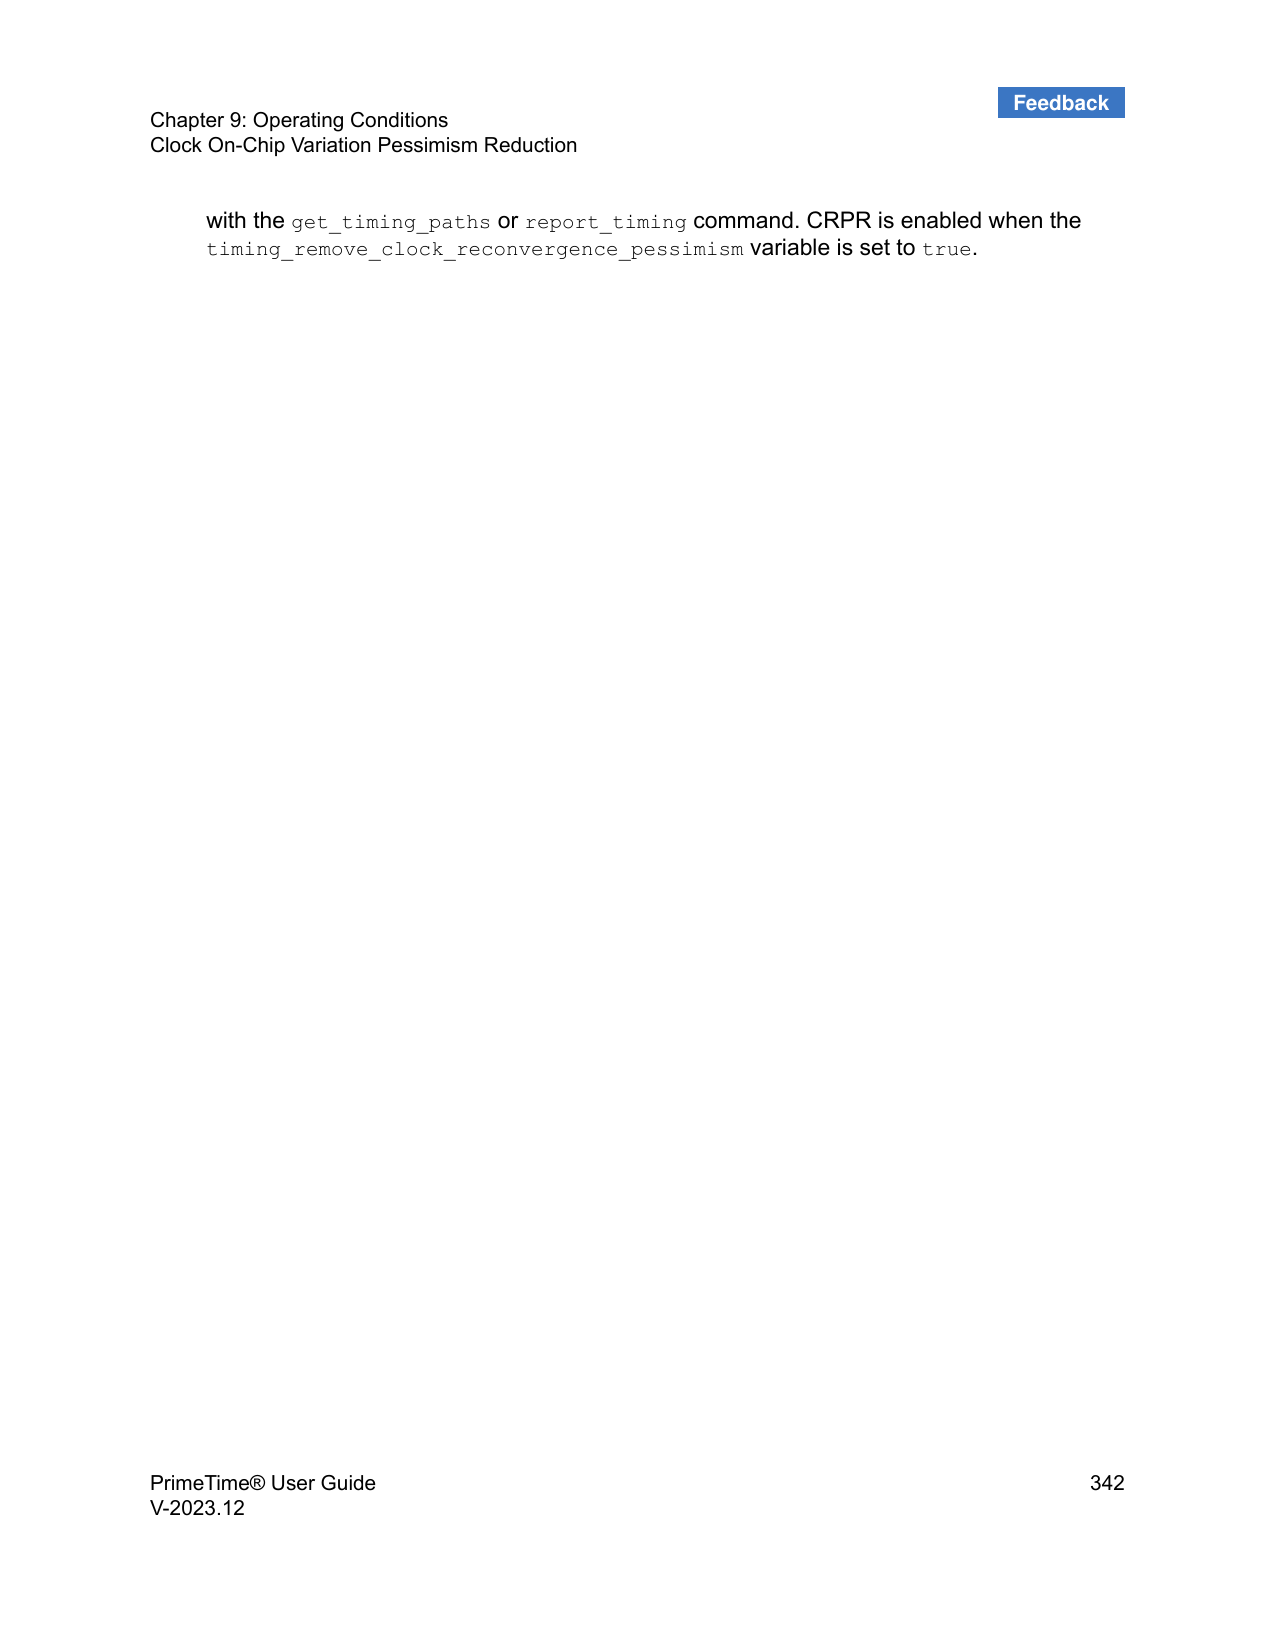 Feedback
Chapter 9: Operating Conditions
Clock On-Chip Variation Pessimism Reduction
with the get_timing_paths or report_timing command. CRPR is enabled when the
timing_remove_clock_reconvergence_pessimism variable is set to true.
PrimeTime® User Guide 342
V-2023.12